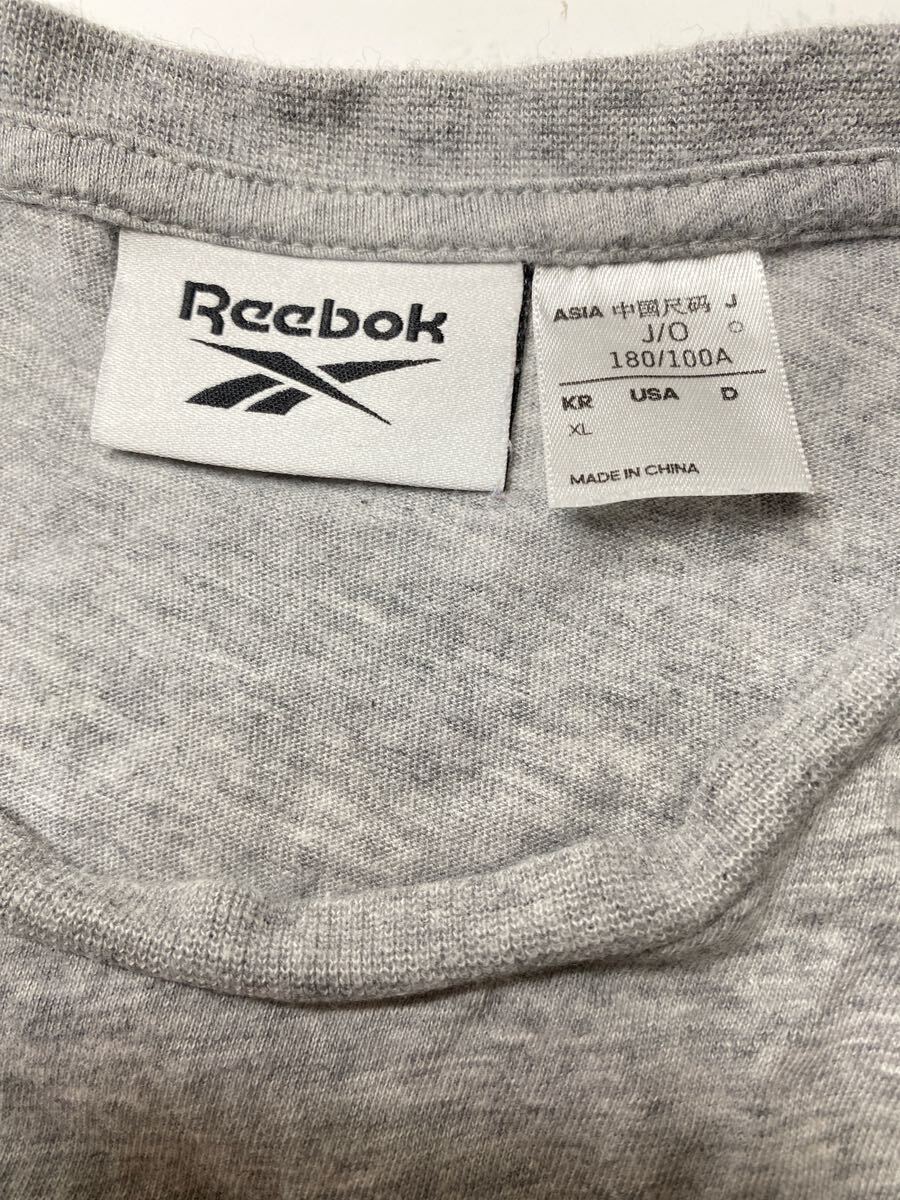 Reebok
ASIA 中国尺码 J
J/O O
180/100A
KR USA D
XL
MADE IN CHINA